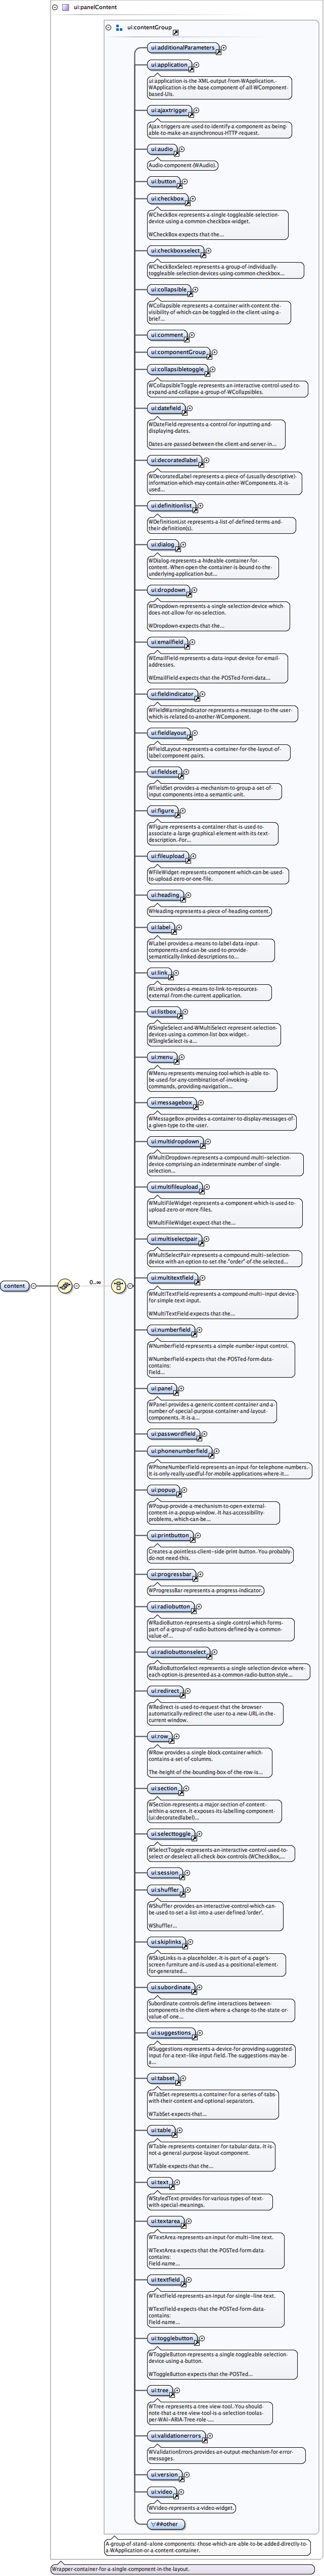 ui:panelContent
ui:contentGroup
ui:additionalParameters
ui:application
ui:application·is·the·XML·output·from·WApplication.·
WApplication·is·the·base·component·of·all·WComponent·
based·UIs.
ui:ajaxtrigger
Ajax·triggers·are·used·to·identify·a·component·as·being·
able·to·make·an·asynchronous·HTTP·request.
ui:audio
Audio·component·(WAudio).
ui:button
ui:checkbox
WCheckBox·represents·a·single·toggleable·selection·
device·using·a·common·checkbox·widget.
WCheckBox·expects·that·the...
ui:checkboxselect
WCheckBoxSelect·represents·a·group·of·individually·
toggleable·selection·devices·using·common·checkbox...
ui:collapsible
WCollapsible·represents·a·container·with·content·the·
visibility·of·which·can·be·toggled·in·the·client·using·a·
brief...
ui:comment
ui:componentGroup
ui:collapsibletoggle
WCollapsibleToggle·represents·an·interactive·control·used·to·
expand·and·collapse·a·group·of·WCollapsibles.
ui:datefield
WDateField·represents·a·control·for·inputting·and·
displaying·dates.
Dates·are·passed·between·the·client·and·server·in...
ui:decoratedlabel
WDecoratedLabel·represents·a·piece·of·(usually·descriptive)·
information·which·may·contain·other·WComponents.·It·is·
used...
ui:definitionlist
WDefinitionList·represents·a·list·of·defined·terms·and·
their·definition(s).
ui:dialog
WDialog·represents·a·hideable·container·for·
content.·When·open·the·container·is·bound·to·the·
underlying·application·but...
ui:dropdown
WDropdown·represents·a·single·selection·device·which·
does·not·allow·for·no·selection.
WDropdown·expects·that·the...
ui:emailfield
WEmailField·represents·a·data·input·device·for·email·
addresses.
WEmailField·expects·that·the·POSTed·form·data...
ui:fieldindicator
WFieldWarningIndicator·represents·a·message·to·the·user·
which·is·related·to·another·WComponent.
ui:fieldlayout
WFieldLayout·represents·a·container·for·the·layout·of·
label:component·pairs.
ui:fieldset
WFieldSet·provides·a·mechanism·to·group·a·set·of·
input·components·into·a·semantic·unit.
ui:figure
WFigure·represents·a·container·that·is·used·to·
associate·a·large·graphical·element·with·its·text·
description.·For...
ui:fileupload
WFileWidget·represents·component·which·can·be·used·
to·upload·zero·or·one·file.
ui:heading
WHeading·represents·a·piece·of·heading·content.
ui:label
WLabel·provides·a·means·to·label·data·input·
components·and·can·be·used·to·provide·
semantically·linked·descriptions·to...
ui:link
WLink·provides·a·means·to·link·to·resources·
external·from·the·current·application.
ui:listbox
WSingleSelect·and·WMultiSelect·represent·selection·
devices·using·a·common·list·box·widget.·
·WSingleSelect·is·a...
ui:menu
WMenu·represents·menuing·tool·which·is·able·to·
be·used·for·any·combination·of·invoking·
commands,·providing·navigation...
ui:messagebox
WMessageBox·provides·a·container·to·display·messages·of·
a·given·type·to·the·user.
ui:multidropdown
WMultiDropdown·represents·a·compound·multi-selection·
device·comprising·an·indeterminate·number·of·single·
selection...
ui:multifileupload
WMultiFileWidget·represents·a·component·which·is·used·to·
upload·zero·or·more·files.
WMultiFileWidget·expect·that·the...
ui:multiselectpair
WMultiSelectPair·represents·a·compound·multi-selection·
device·with·an·option·to·set·the·"order"·of·the·selected...
content
0..∞
ui:multitextfield
WMultiTextField·represents·a·compound·multi-input·device·
for·simple·text·input.
WMultiTextField·expects·that·the...
ui:numberfield
WNumberField·represents·a·simple·number·input·control.
WNumberField·expects·that·the·POSTed·form·data·
contains:
Field...
ui:panel
WPanel·provides·a·generic·content·container·and·a·
number·of·special·purpose·container·and·layout·
components.·It·is·a...
ui:passwordfield
ui:phonenumberfield
WPhoneNumberField·represents·an·input·for·telephone·numbers.·
It·is·only·really·usedful·for·mobile·applications·where·it...
ui:popup
WPopup·provide·a·mechanism·to·open·external·
content·in·a·popup·window.·It·has·accessibility·
problems,·which·can·be...
ui:printbutton
Creates·a·pointless·client-side·print·button.·You·probably·
do·not·need·this.
ui:progressbar
WProgressBar·represents·a·progress·indicator.
ui:radiobutton
WRadioButton·represents·a·single·control·which·forms·
part·of·a·group·of·radio·buttons·defined·by·a·common·
value·of...
ui:radiobuttonselect
WRadioButtonSelect·represents·a·single·selection·device·where·
each·option·is·presented·as·a·common·radio·button·style...
ui:redirect
WRedirect·is·used·to·request·that·the·browser·
automatically·redirect·the·user·to·a·new·URL·in·the·
current·window.
ui:row
WRow·provides·a·single·block·container·which·
contains·a·set·of·columns.
The·height·of·the·bounding·box·of·the·row·is...
ui:section
WSection·represents·a·major·section·of·content·
within·a·screen.·It·exposes·its·labelling·component·
(ui:decoratedlabel)...
ui:selecttoggle
WSelectToggle·represents·an·interactive·control·used·to·
select·or·deselect·all·check·box·controls·(WCheckBox,...
ui:session
ui:shuffler
WShuffler·provides·an·interactive·control·which·can·
be·used·to·set·a·list·into·a·user·defined·'order'.
WShuffler...
ui:skiplinks
WSkipLinks·is·a·placeholder.·It·is·part·of·a·page's·
screen·furniture·and·is·used·as·a·positional·element·
for·generated...
ui:subordinate
Subordinate·controls·define·interactions·between·
components·in·the·client·where·a·change·to·the·state·or·
value·of·one...
ui:suggestions
WSuggestions·represents·a·device·for·providing·suggested·
input·for·a·text-like·input·field.·The·suggestions·may·be·
a...
ui:tabset
WTabSet·represents·a·container·for·a·series·of·tabs·
with·their·content·and·optional·separators.
WTabSet·expects·that...
ui:table
WTable·represents·container·for·tabular·data.·It·is·
not·a·general·purpose·layout·component.
WTable·expects·that·the...
ui:text
WStyledText·provides·for·various·types·of·text·
with·special·meanings.
ui:textarea
WTextArea·represents·an·input·for·multi-line·text.
WTextArea·expects·that·the·POSTed·form·data·
contains:
Field·name...
ui:textfield
WTextField·represents·an·input·for·single-line·text.
WTextField·expects·that·the·POSTed·form·data·
contains:
Field·name...
ui:togglebutton
WToggleButton·represents·a·single·toggleable·selection·
device·using·a·button.
WToggleButton·expects·that·the·POSTed...
ui:tree
WTree·represents·a·tree·view·tool.·You·should·
note·that·a·tree·view·tool·is·a·selection·tool·as·
per·WAI-ARIA·Tree·role·....
ui:validationerrors
WValidationErrors·provides·an·output·mechanism·for·error·
messages.
ui:version
ui:video
WVideo·represents·a·video·widget.
##other
A·group·of·stand-alone·components:·those·which·are·able·to·be·added·directly·to·
a·WApplication·or·a·content·container.
Wrapper·container·for·a·single·component·in·the·layout.